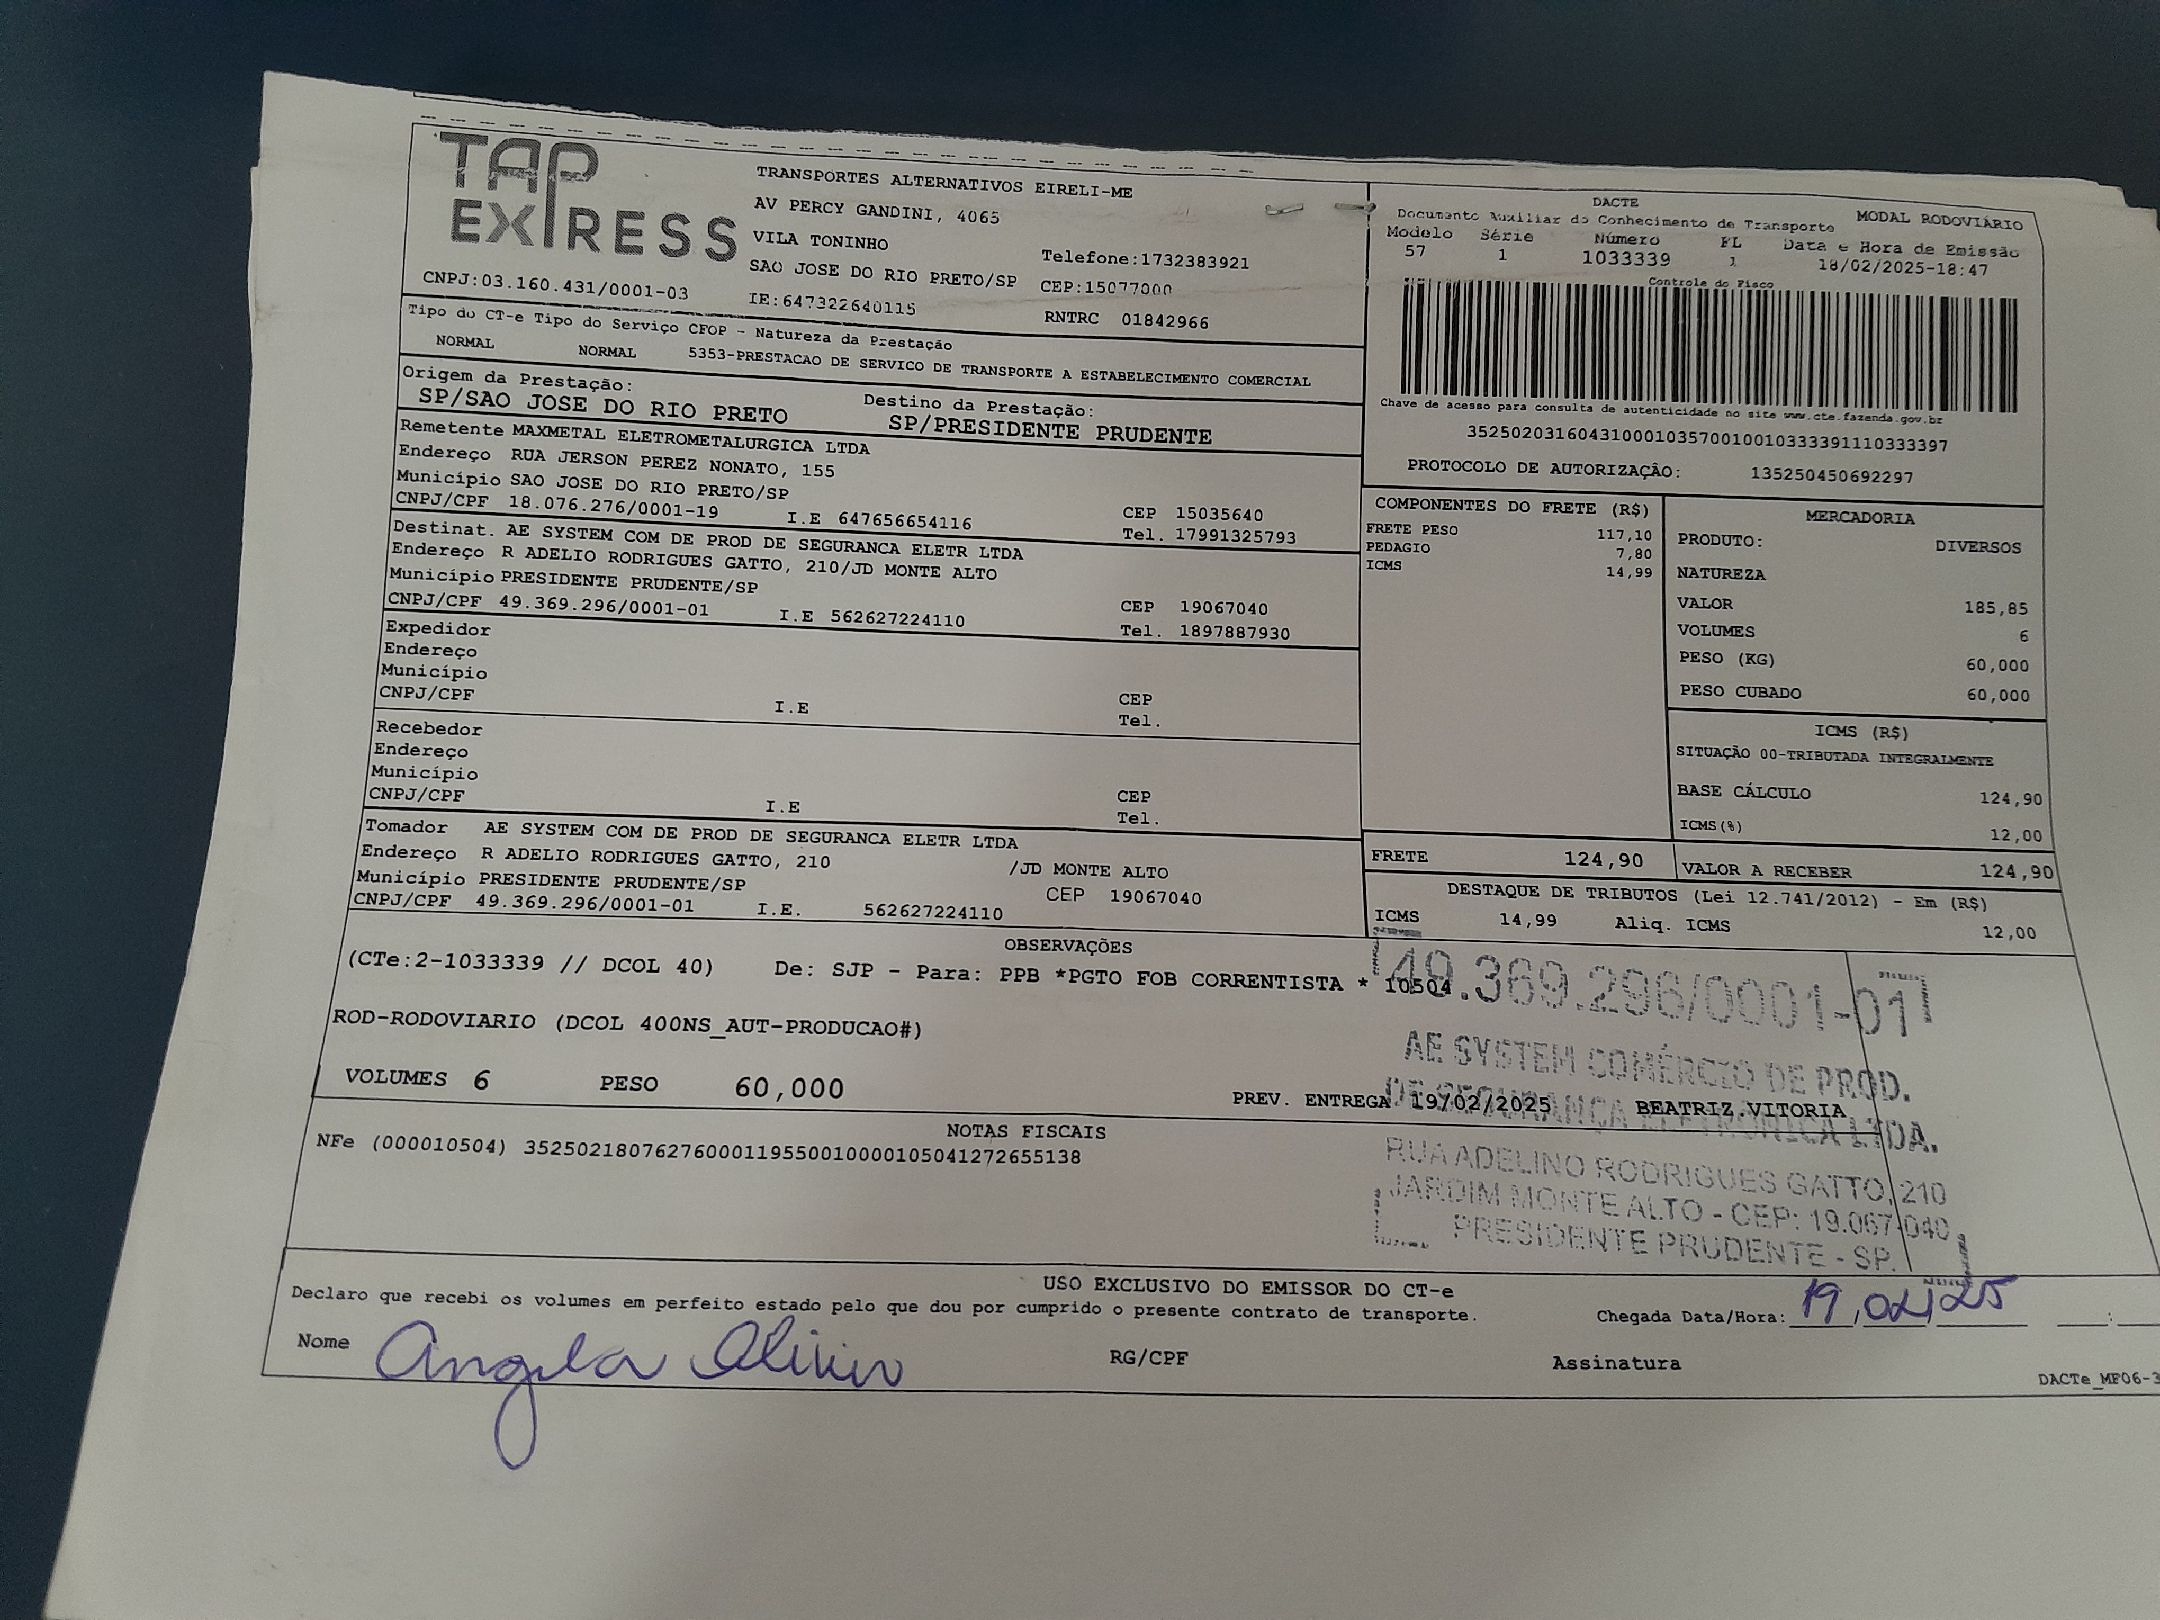 TAP EXPRESS
TRANSPORTES ALTERNATIVOS EIRELI-ME
AV PERCY GANDINI, 4065
VILA TONINHO Telefone:1732383921
SAO JOSE DO RIO PRETO/SP CEP:15077000
CNPJ:03.160.431/0001-03 IE:647322640115 RNTRC 01842966
DACTE MODAL RODOVIÁRIO
Documento Auxiliar do Conhecimento de Transporte
Modelo Série Número FL Data e Hora de Emissão
57 1 1033339 1 18/02/2025-18:47
Controle do Fisco
Chave de acesso para consulta de autenticidade no site www.cte.fazenda.gov.br
35250203160431000103570010010333391110333397
PROTOCOLO DE AUTORIZAÇÃO: 135250450692297
Tipo do CT-e Tipo do Serviço CFOP - Natureza da Prestação
NORMAL NORMAL 5353-PRESTACAO DE SERVICO DE TRANSPORTE A ESTABELECIMENTO COMERCIAL
Origem da Prestação: Destino da Prestação:
SP/SAO JOSE DO RIO PRETO SP/PRESIDENTE PRUDENTE
Remetente MAXMETAL ELETROMETALURGICA LTDA
Endereço RUA JERSON PEREZ NONATO, 155
Município SAO JOSE DO RIO PRETO/SP CEP 15035640
CNPJ/CPF 18.076.276/0001-19 I.E 647656654116 Tel. 17991325793
Destinat. AE SYSTEM COM DE PROD DE SEGURANCA ELETR LTDA
Endereço R ADELIO RODRIGUES GATTO, 210/JD MONTE ALTO
Município PRESIDENTE PRUDENTE/SP CEP 19067040
CNPJ/CPF 49.369.296/0001-01 I.E 562627224110 Tel. 1897887930
Expedidor
Endereço
Município CEP
CNPJ/CPF I.E Tel.
Recebedor
Endereço
Município CEP
CNPJ/CPF I.E Tel.
Tomador AE SYSTEM COM DE PROD DE SEGURANCA ELETR LTDA
Endereço R ADELIO RODRIGUES GATTO, 210 /JD MONTE ALTO
Município PRESIDENTE PRUDENTE/SP CEP 19067040
CNPJ/CPF 49.369.296/0001-01 I.E. 562627224110
COMPONENTES DO FRETE (R$)
FRETE PESO 117,10
PEDAGIO 7,80
ICMS 14,99
MERCADORIA
PRODUTO: DIVERSOS
NATUREZA
VALOR 185,85
VOLUMES 6
PESO (KG) 60,000
PESO CUBADO 60,000
ICMS (R$)
SITUAÇÃO 00-TRIBUTADA INTEGRALMENTE
BASE CÁLCULO 124,90
ICMS(%) 12,00
FRETE 124,90 VALOR A RECEBER 124,90
DESTAQUE DE TRIBUTOS (Lei 12.741/2012) - Em (R$)
ICMS 14,99 Aliq. ICMS 12,00
OBSERVAÇÕES
(CTe:2-1033339 // DCOL 40) De: SJP - Para: PPB *PGTO FOB CORRENTISTA * 10504
ROD-RODOVIARIO (DCOL 400NS_AUT-PRODUCAO#)
VOLUMES 6 PESO 60,000 PREV. ENTREGA 19/02/2025 BEATRIZ.VITORIA
49.369.296/0001-01
AE SYSTEM COMÉRCIO DE PROD.
DE SEGURANÇA ELETRÔNICA LTDA.
RUA ADELINO RODRIGUES GATTO, 210
JARDIM MONTE ALTO - CEP: 19.067-040
PRESIDENTE PRUDENTE - SP.
NOTAS FISCAIS
NFe (000010504) 35250218076276000119550010000105041272655138
USO EXCLUSIVO DO EMISSOR DO CT-e
Declaro que recebi os volumes em perfeito estado pelo que dou por cumprido o presente contrato de transporte. Chegada Data/Hora: 19/02/25
Nome Angela RG/CPF Assinatura
DACTe_MF06-3